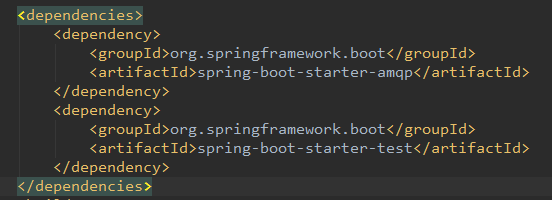 <dependencies>
    <dependency>
        <groupId>org.springframework.boot</groupId>
        <artifactId>spring-boot-starter-amqp</artifactId>
    </dependency>
    <dependency>
        <groupId>org.springframework.boot</groupId>
        <artifactId>spring-boot-starter-test</artifactId>
    </dependency>
</dependencies>